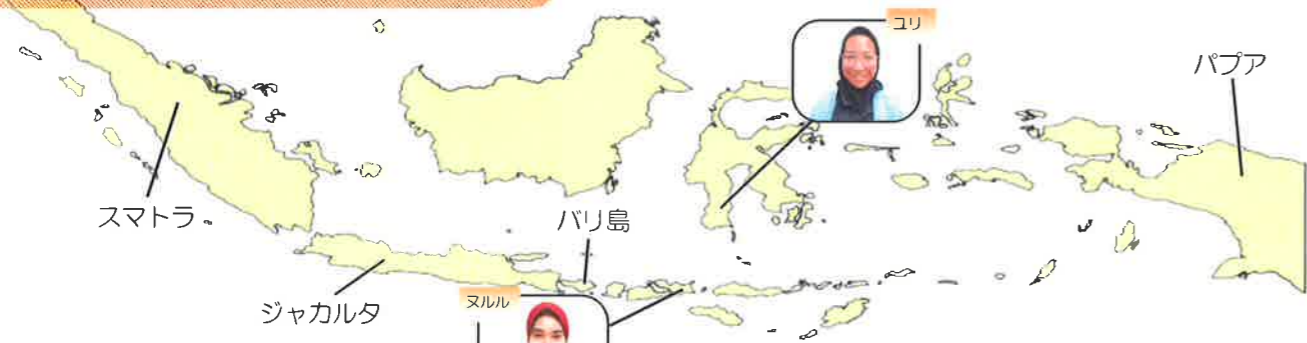 ユリ
パプア
スマトラ
バリ島
ジャカルタ
ヌルル